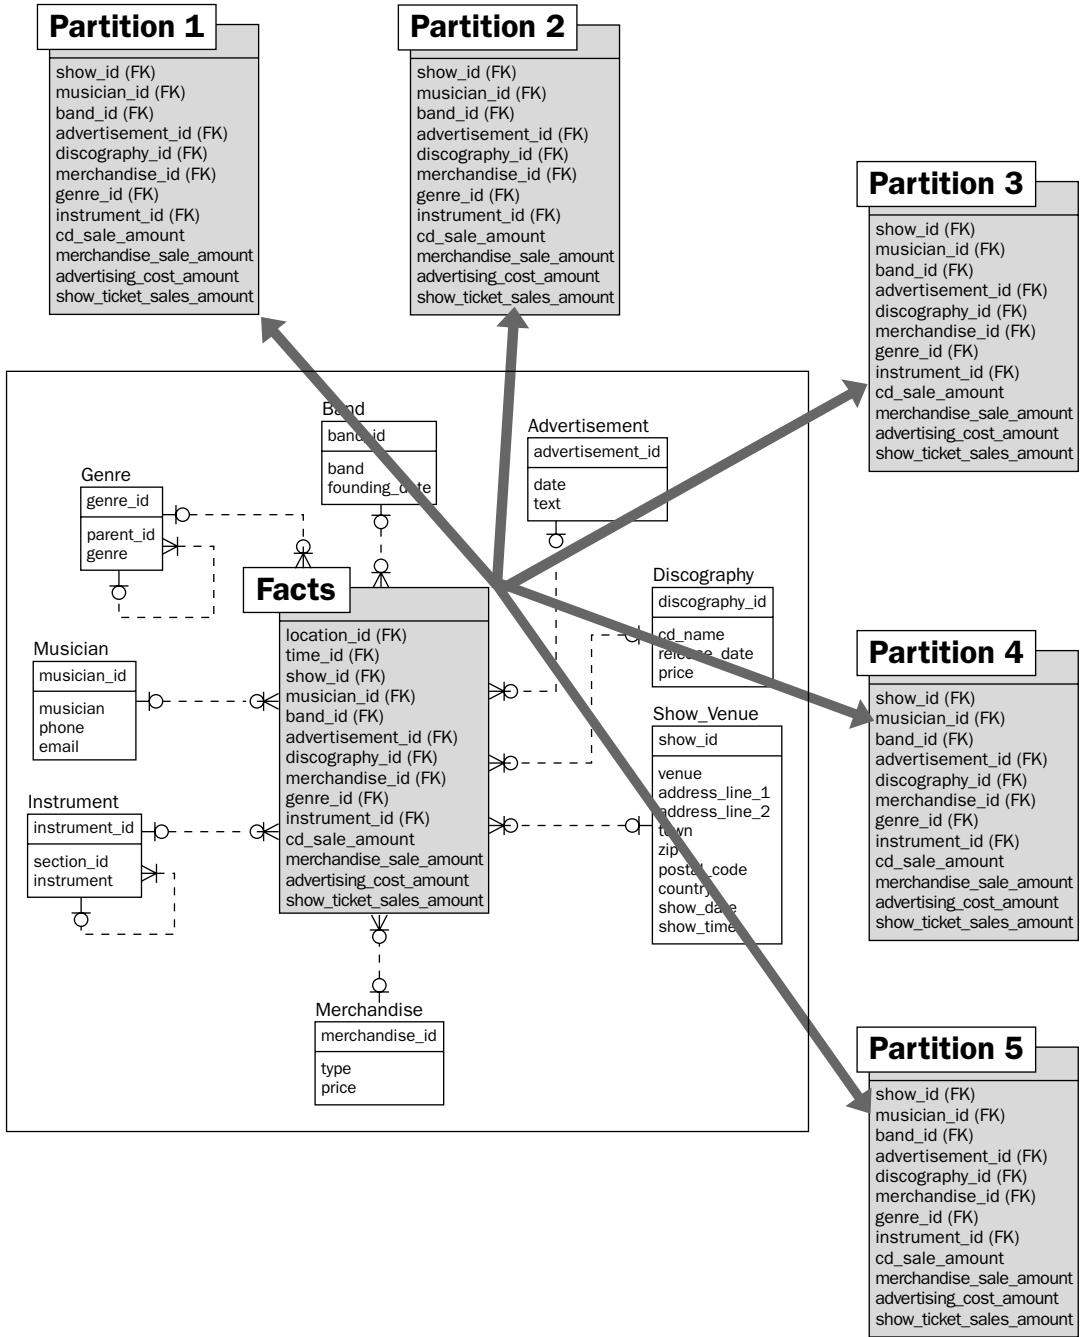 Partition 1
show_id (FK)
musician_id (FK)
band_id (FK)
advertisement_id (FK)
discography_id (FK)
merchandise_id (FK)
genre_id (FK)
instrument_id (FK)
cd_sale_amount
merchandise_sale_amount
advertising_cost_amount
show_ticket_sales_amount
Partition 2
show_id (FK)
musician_id (FK)
band_id (FK)
advertisement_id (FK)
discography_id (FK)
merchandise_id (FK)
genre_id (FK)
instrument_id (FK)
cd_sale_amount
merchandise_sale_amount
advertising_cost_amount
show_ticket_sales_amount
Partition 3
show_id (FK)
musician_id (FK)
band_id (FK)
advertisement_id (FK)
discography_id (FK)
merchandise_id (FK)
genre_id (FK)
instrument_id (FK)
cd_sale_amount
merchandise_sale_amount
advertising_cost_amount
show_ticket_sales_amount
Band
band_id
band
founding_date
Advertisement
advertisement_id
date
text
Genre
genre_id
parent_id
genre
Facts
location_id (FK)
time_id (FK)
show_id (FK)
musician_id (FK)
band_id (FK)
advertisement_id (FK)
discography_id (FK)
merchandise_id (FK)
genre_id (FK)
instrument_id (FK)
cd_sale_amount
merchandise_sale_amount
advertising_cost_amount
show_ticket_sales_amount
Discography
discography_id
cd_name
release_date
price
Musician
musician_id
musician
phone
email
Show_Venue
show_id
venue
address_line_1
address_line_2
town
zip
postal_code
country
show_date
show_time
Instrument
instrument_id
section_id
instrument
Merchandise
merchandise_id
type
price
Partition 4
show_id (FK)
musician_id (FK)
band_id (FK)
advertisement_id (FK)
discography_id (FK)
merchandise_id (FK)
genre_id (FK)
instrument_id (FK)
cd_sale_amount
merchandise_sale_amount
advertising_cost_amount
show_ticket_sales_amount
Partition 5
show_id (FK)
musician_id (FK)
band_id (FK)
advertisement_id (FK)
discography_id (FK)
merchandise_id (FK)
genre_id (FK)
instrument_id (FK)
cd_sale_amount
merchandise_sale_amount
advertising_cost_amount
show_ticket_sales_amount